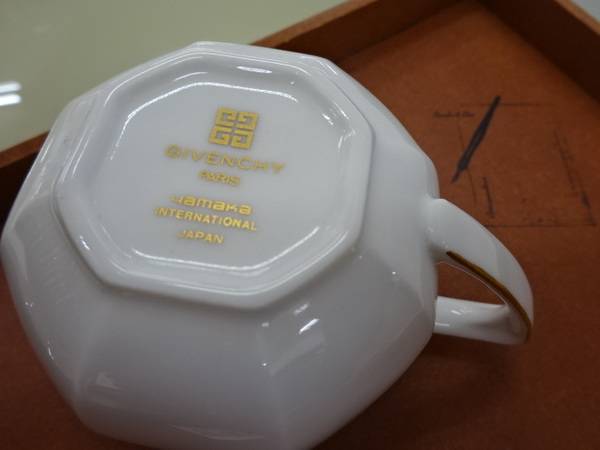 GIVENCHY
PARIS
Yamaka
INTERNATIONAL
JAPAN